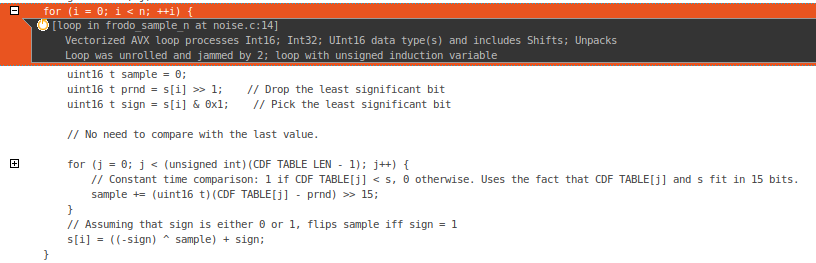 for (i = 0; i < n; ++i) {
[loop in frodo_sample_n at noise.c:14]
Vectorized AVX loop processes Int16; Int32; UInt16 data type(s) and includes Shifts; Unpacks
Loop was unrolled and jammed by 2; loop with unsigned induction variable
uint16 t sample = 0;
uint16 t prnd = s[i] >> 1;    // Drop the least significant bit
uint16 t sign = s[i] & 0x1;    // Pick the least significant bit
// No need to compare with the last value.
for (j = 0; j < (unsigned int)(CDF TABLE LEN - 1); j++) {
// Constant time comparison: 1 if CDF TABLE[j] < s, 0 otherwise. Uses the fact that CDF TABLE[j] and s fit in 15 bits.
sample += (uint16 t)(CDF TABLE[j] - prnd) >> 15;
}
// Assuming that sign is either 0 or 1, flips sample iff sign = 1
s[i] = ((-sign) ^ sample) + sign;
}